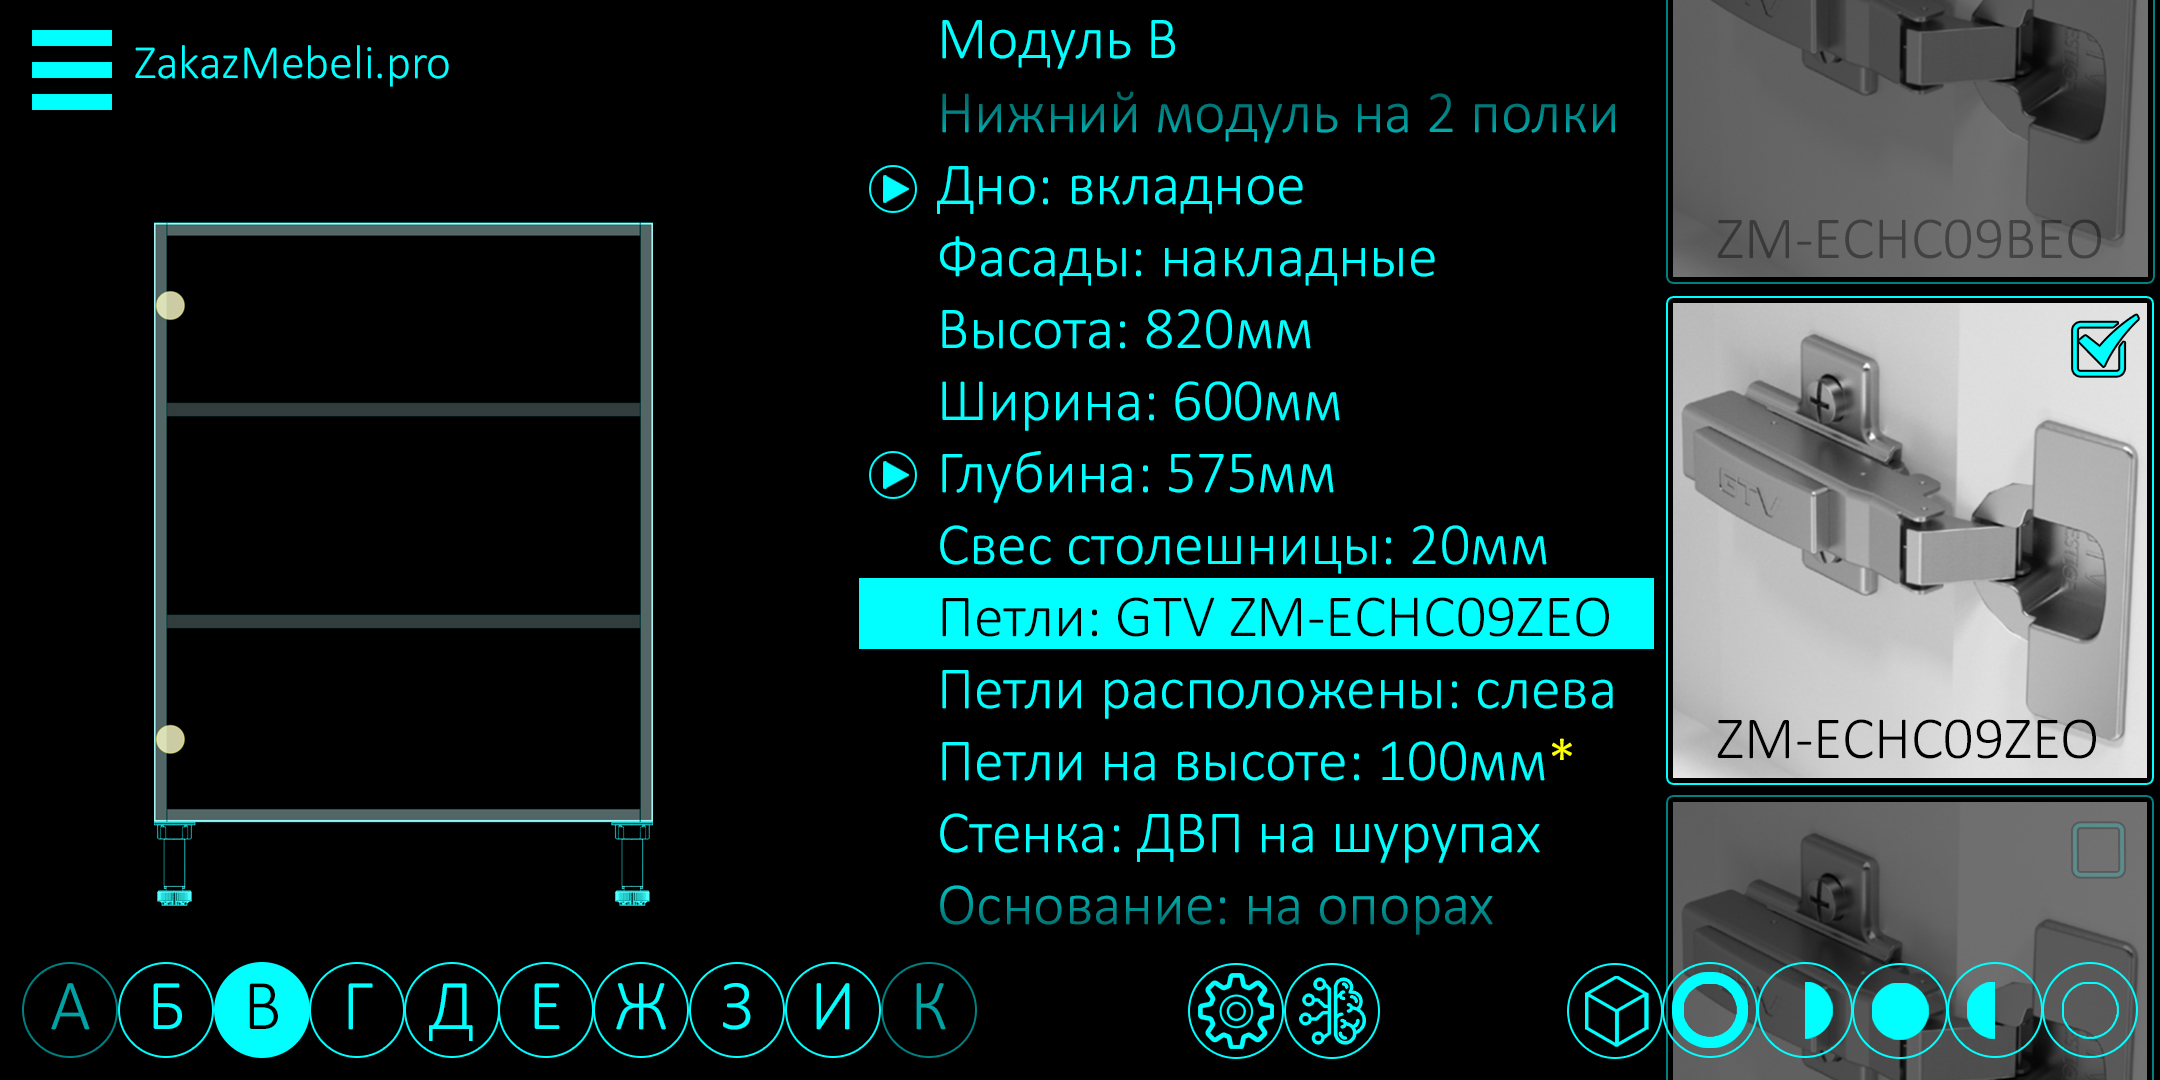 ZakazMebeli.pro
Модуль В
Нижний модуль на 2 полки
Дно: вкладное
Фасады: накладные
Высота: 820мм
Ширина: 600мм
Глубина: 575мм
Свес столешницы: 20мм
Петли: GTV ZM-ECHC09ZEO
Петли расположены: слева
Петли на высоте: 100мм*
Стенка: ДВП на шурупах
Основание: на опорах
ZM-ECHC09BEO
GTV
ZM-ECHC09ZEO
А Б В Г Д Е Ж З И К